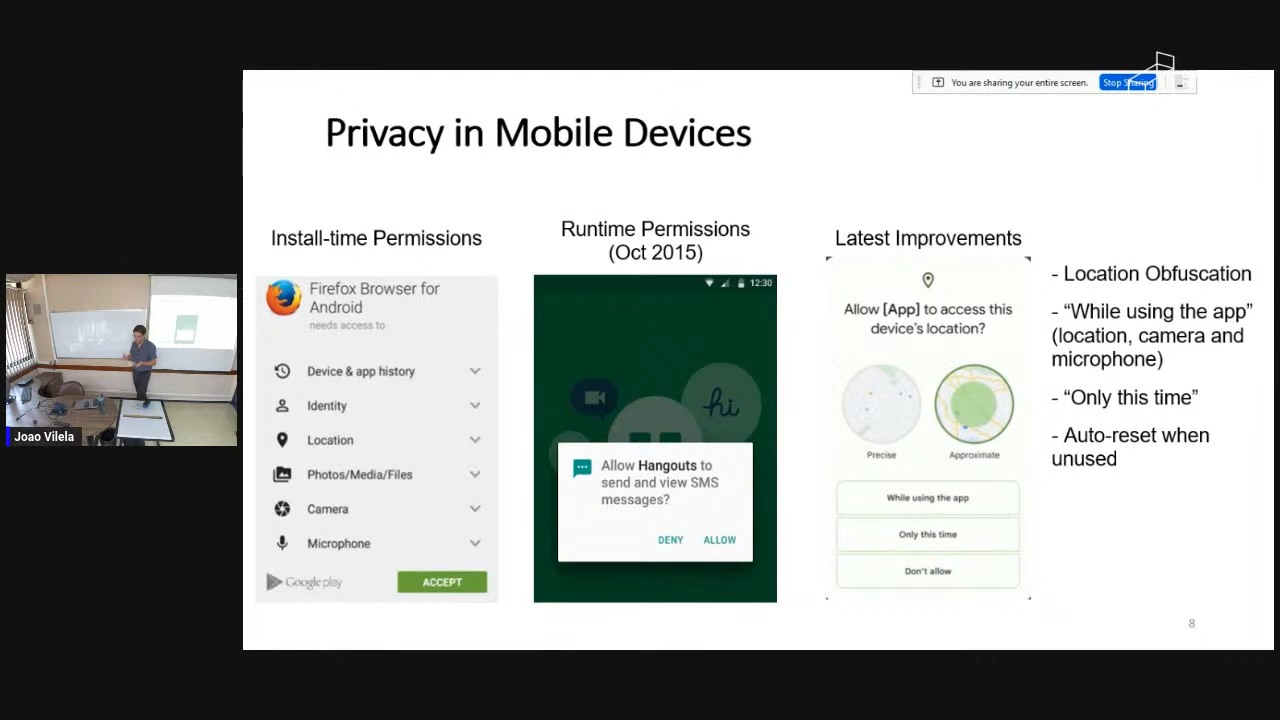 You are sharing your entire screen.
Stop Sharing
Privacy in Mobile Devices
Install-time Permissions
Firefox Browser for
Android
needs access to
Device & app history
Identity
Location
Photos/Media/Files
Camera
Microphone
Google play
ACCEPT
Runtime Permissions
(Oct 2015)
12:30
hi
Allow Hangouts to
send and view SMS
messages?
DENY
ALLOW
Latest Improvements
Allow [App] to access this
device's location?
Precise
Approximate
While using the app
Only this time
Don't allow
- Location Obfuscation
- “While using the app”
(location, camera and
microphone)
- “Only this time”
- Auto-reset when
unused
8
Joao Vilela